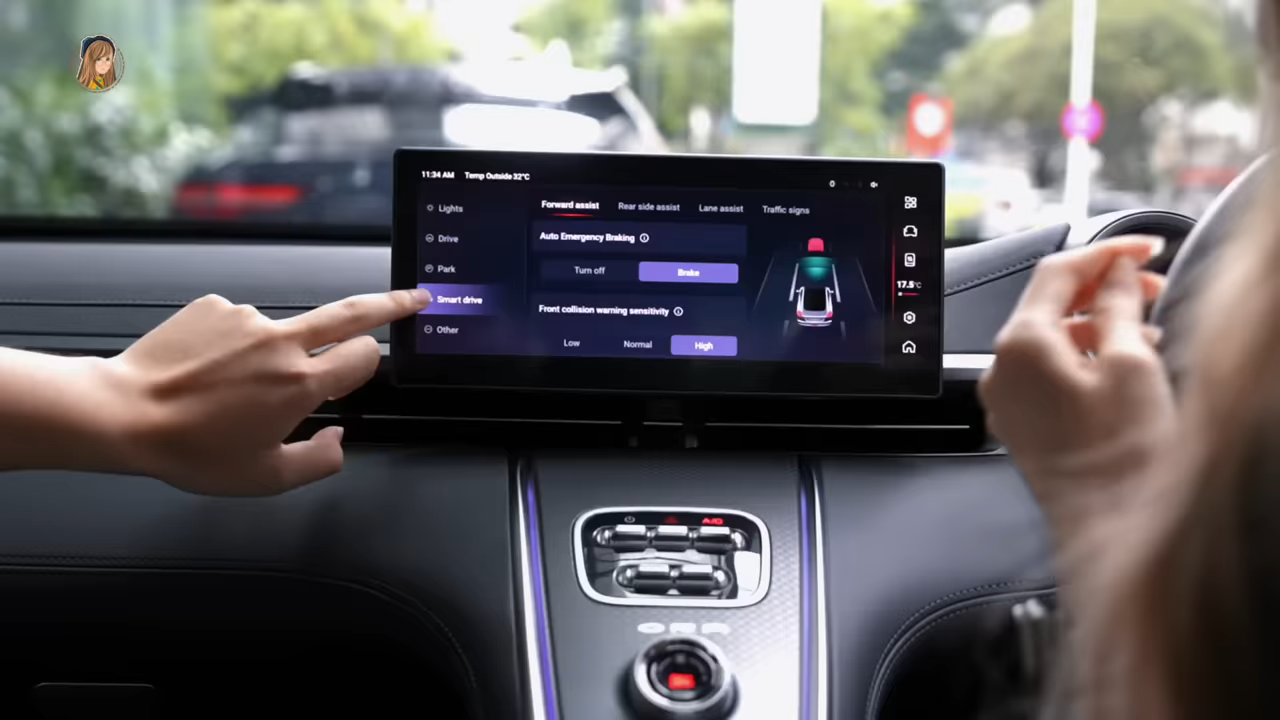 11:34 AM Temp Outside 32°C
Lights
Drive
Park
Smart drive
Other
Forward assist Rear side assist Lane assist Traffic signs
Auto Emergency Braking
Turn off Brake
Front collision warning sensitivity
Low Normal High
17.5°C
A/C